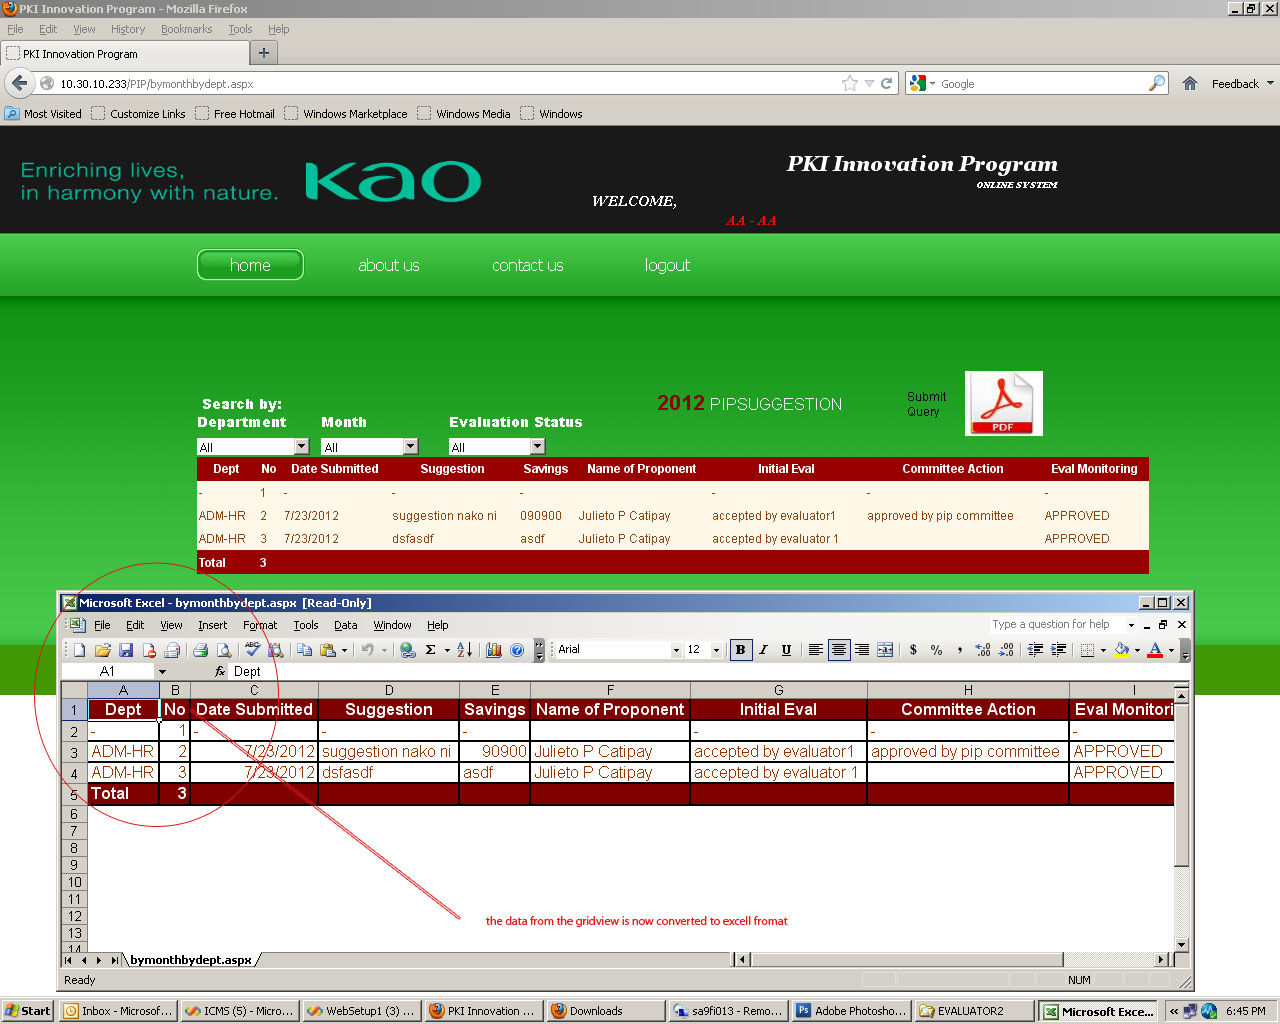 PKI Innovation Program - Mozilla Firefox
File Edit View History Bookmarks Tools Help
PKI Innovation Program
10.30.10.233/PIP/bymonthbydept.aspx
Google
Feedback
Most Visited Customize Links Free Hotmail Windows Marketplace Windows Media Windows
Enriching lives,
in harmony with nature.
Kao
PKI Innovation Program
ONLINE SYSTEM
WELCOME,
AA - AA
home about us contact us logout
Search by:
Department Month Evaluation Status
2012 PIPSUGGESTION
Submit
Query
PDF
All All All
Dept No Date Submitted Suggestion Savings Name of Proponent Initial Eval Committee Action Eval Monitoring
- 1 - - - - - -
ADM-HR 2 7/23/2012 suggestion nako ni 090900 Julieto P Catipay accepted by evaluator1 approved by pip committee APPROVED
ADM-HR 3 7/23/2012 dsfasdf asdf Julieto P Catipay accepted by evaluator 1 APPROVED
Total 3
Microsoft Excel - bymonthbydept.aspx [Read-Only]
File Edit View Insert Format Tools Data Window Help
Type a question for help
Arial 12 B I U $ % ,
A1 fx Dept
A B C D E F G H I
1 Dept No Date Submitted Suggestion Savings Name of Proponent Initial Eval Committee Action Eval Monitori
2 - 1 - - - - - -
3 ADM-HR 2 7/23/2012 suggestion nako ni 90900 Julieto P Catipay accepted by evaluator1 approved by pip committee APPROVED
4 ADM-HR 3 7/23/2012 dsfasdf asdf Julieto P Catipay accepted by evaluator 1 APPROVED
5 Total 3
6
7
8
9
10
11
12
13
14
the data from the gridview is now converted to excell fromat
bymonthbydept.aspx
Ready NUM
Start Inbox - Microsof... ICMS (5) - Micro... WebSetup1 (3) ... PKI Innovation ... Downloads sa9fi013 - Remo... Adobe Photosho... EVALUATOR2 Microsoft Exce... 6:45 PM